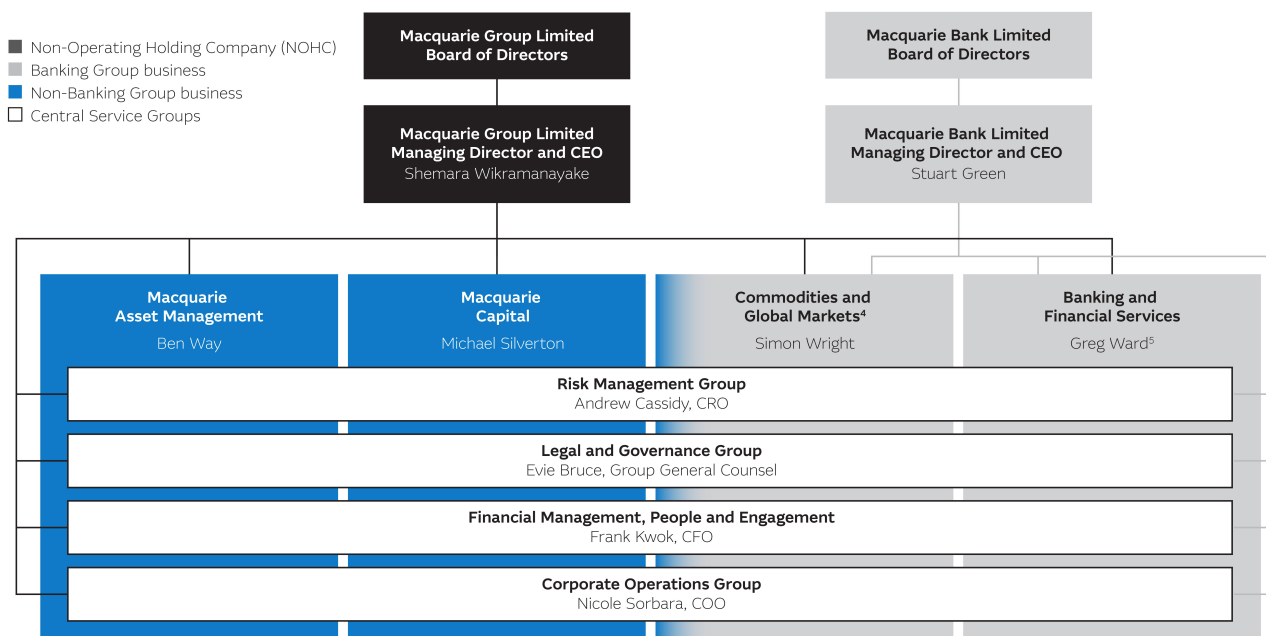 Non-Operating Holding Company (NOHC)
Banking Group business
Non-Banking Group business
Central Service Groups
Macquarie Group Limited
Board of Directors
Macquarie Bank Limited
Board of Directors
Macquarie Group Limited
Managing Director and CEO
Shemara Wikramanayake
Macquarie Bank Limited
Managing Director and CEO
Stuart Green
Macquarie
Asset Management
Ben Way
Macquarie
Capital
Michael Silverton
Commodities and
Global Markets⁴
Simon Wright
Banking and
Financial Services
Greg Ward⁵
Risk Management Group
Andrew Cassidy, CRO
Legal and Governance Group
Evie Bruce, Group General Counsel
Financial Management, People and Engagement
Frank Kwok, CFO
Corporate Operations Group
Nicole Sorbara, COO